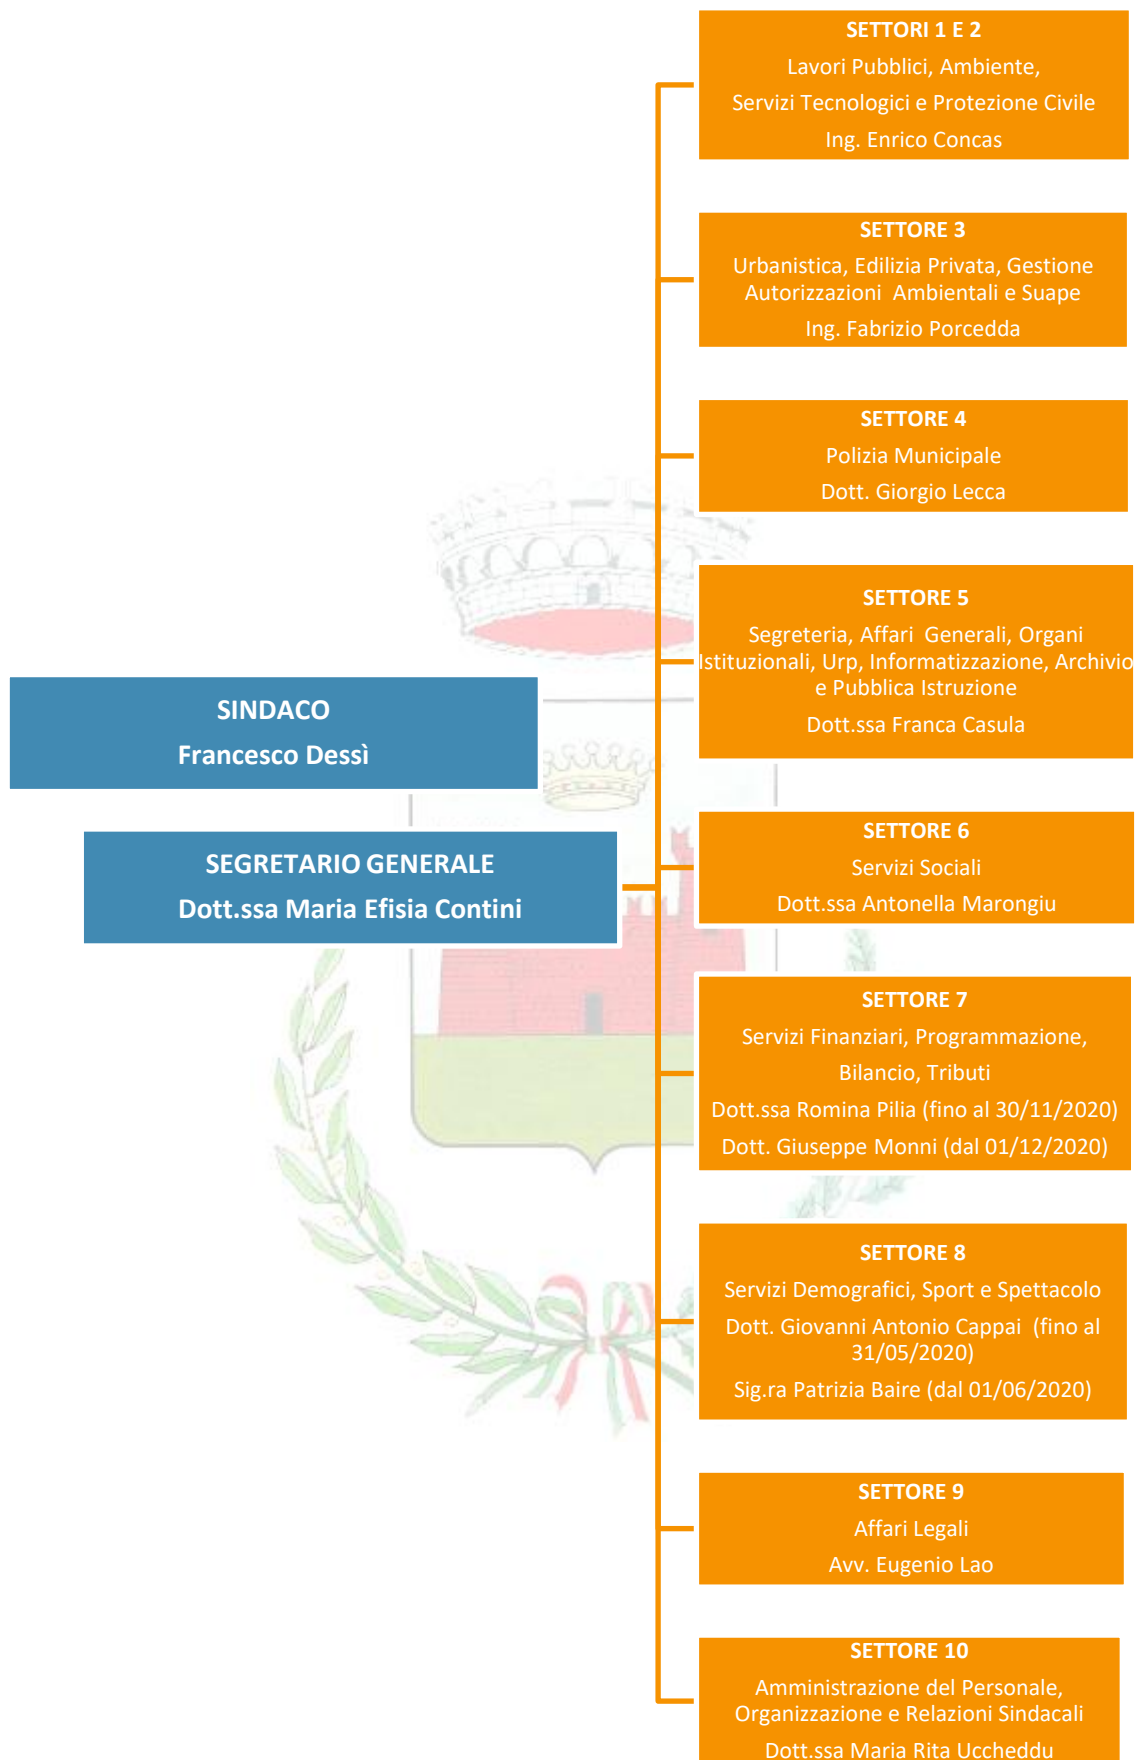 SETTORI 1 E 2
Lavori Pubblici, Ambiente,
Servizi Tecnologici e Protezione Civile
Ing. Enrico Concas
SETTORE 3
Urbanistica, Edilizia Privata, Gestione
Autorizzazioni Ambientali e Suape
Ing. Fabrizio Porcedda
SETTORE 4
Polizia Municipale
Dott. Giorgio Lecca
SETTORE 5
Segreteria, Affari Generali, Organi
Istituzionali, Urp, Informatizzazione, Archivio
e Pubblica Istruzione
Dott.ssa Franca Casula
SINDACO
Francesco Dessì
SEGRETARIO GENERALE
Dott.ssa Maria Efisia Contini
SETTORE 6
Servizi Sociali
Dott.ssa Antonella Marongiu
SETTORE 7
Servizi Finanziari, Programmazione,
Bilancio, Tributi
Dott.ssa Romina Pilia (fino al 30/11/2020)
Dott. Giuseppe Monni (dal 01/12/2020)
SETTORE 8
Servizi Demografici, Sport e Spettacolo
Dott. Giovanni Antonio Cappai (fino al
31/05/2020)
Sig.ra Patrizia Baire (dal 01/06/2020)
SETTORE 9
Affari Legali
Avv. Eugenio Lao
SETTORE 10
Amministrazione del Personale,
Organizzazione e Relazioni Sindacali
Dott.ssa Maria Rita Uccheddu